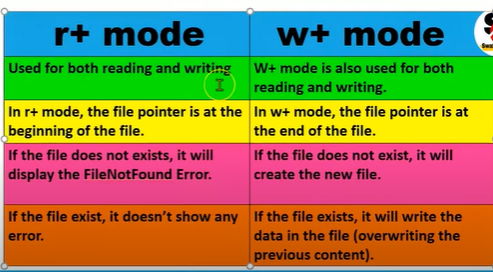 r+ mode
w+ mode
Used for both reading and writing
W+ mode is also used for both
reading and writing.
In r+ mode, the file pointer is at the
beginning of the file.
In w+ mode, the file pointer is at
the end of the file.
If the file does not exists, it will
display the FileNotFound Error.
If the file does not exist, it will
create the new file.
If the file exist, it doesn't show any
error.
If the file exists, it will write the
data in the file (overwriting the
previous content).